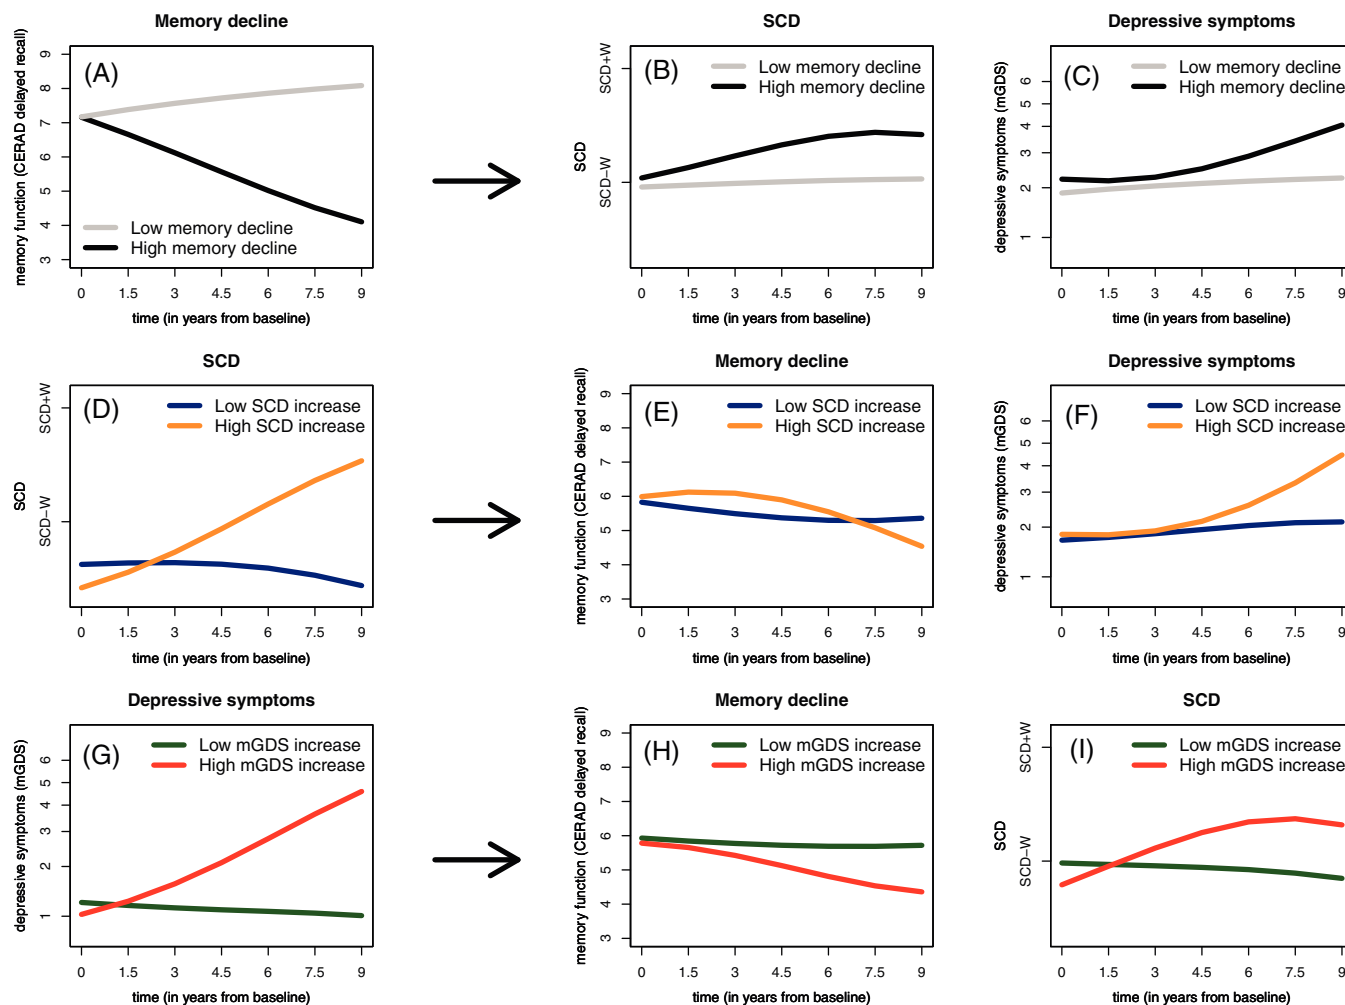 Memory decline
SCD
Depressive symptoms
(A)
memory function (CERAD delayed recall)
9
8
7
6
5
4
3
Low memory decline
High memory decline
0 1.5 3 4.5 6 7.5 9
time (in years from baseline)
(B)
SCD
SCD+W
SCD−W
Low memory decline
High memory decline
0 1.5 3 4.5 6 7.5 9
time (in years from baseline)
(C)
depressive symptoms (mGDS)
6
5
4
3
2
1
Low memory decline
High memory decline
0 1.5 3 4.5 6 7.5 9
time (in years from baseline)
SCD
Memory decline
Depressive symptoms
(D)
SCD
SCD+W
SCD−W
Low SCD increase
High SCD increase
0 1.5 3 4.5 6 7.5 9
time (in years from baseline)
(E)
memory function (CERAD delayed recall)
9
8
7
6
5
4
3
Low SCD increase
High SCD increase
0 1.5 3 4.5 6 7.5 9
time (in years from baseline)
(F)
depressive symptoms (mGDS)
6
5
4
3
2
1
Low SCD increase
High SCD increase
0 1.5 3 4.5 6 7.5 9
time (in years from baseline)
Depressive symptoms
Memory decline
SCD
(G)
depressive symptoms (mGDS)
6
5
4
3
2
1
Low mGDS increase
High mGDS increase
0 1.5 3 4.5 6 7.5 9
time (in years from baseline)
(H)
memory function (CERAD delayed recall)
9
8
7
6
5
4
3
Low mGDS increase
High mGDS increase
0 1.5 3 4.5 6 7.5 9
time (in years from baseline)
(I)
SCD
SCD+W
SCD−W
Low mGDS increase
High mGDS increase
0 1.5 3 4.5 6 7.5 9
time (in years from baseline)